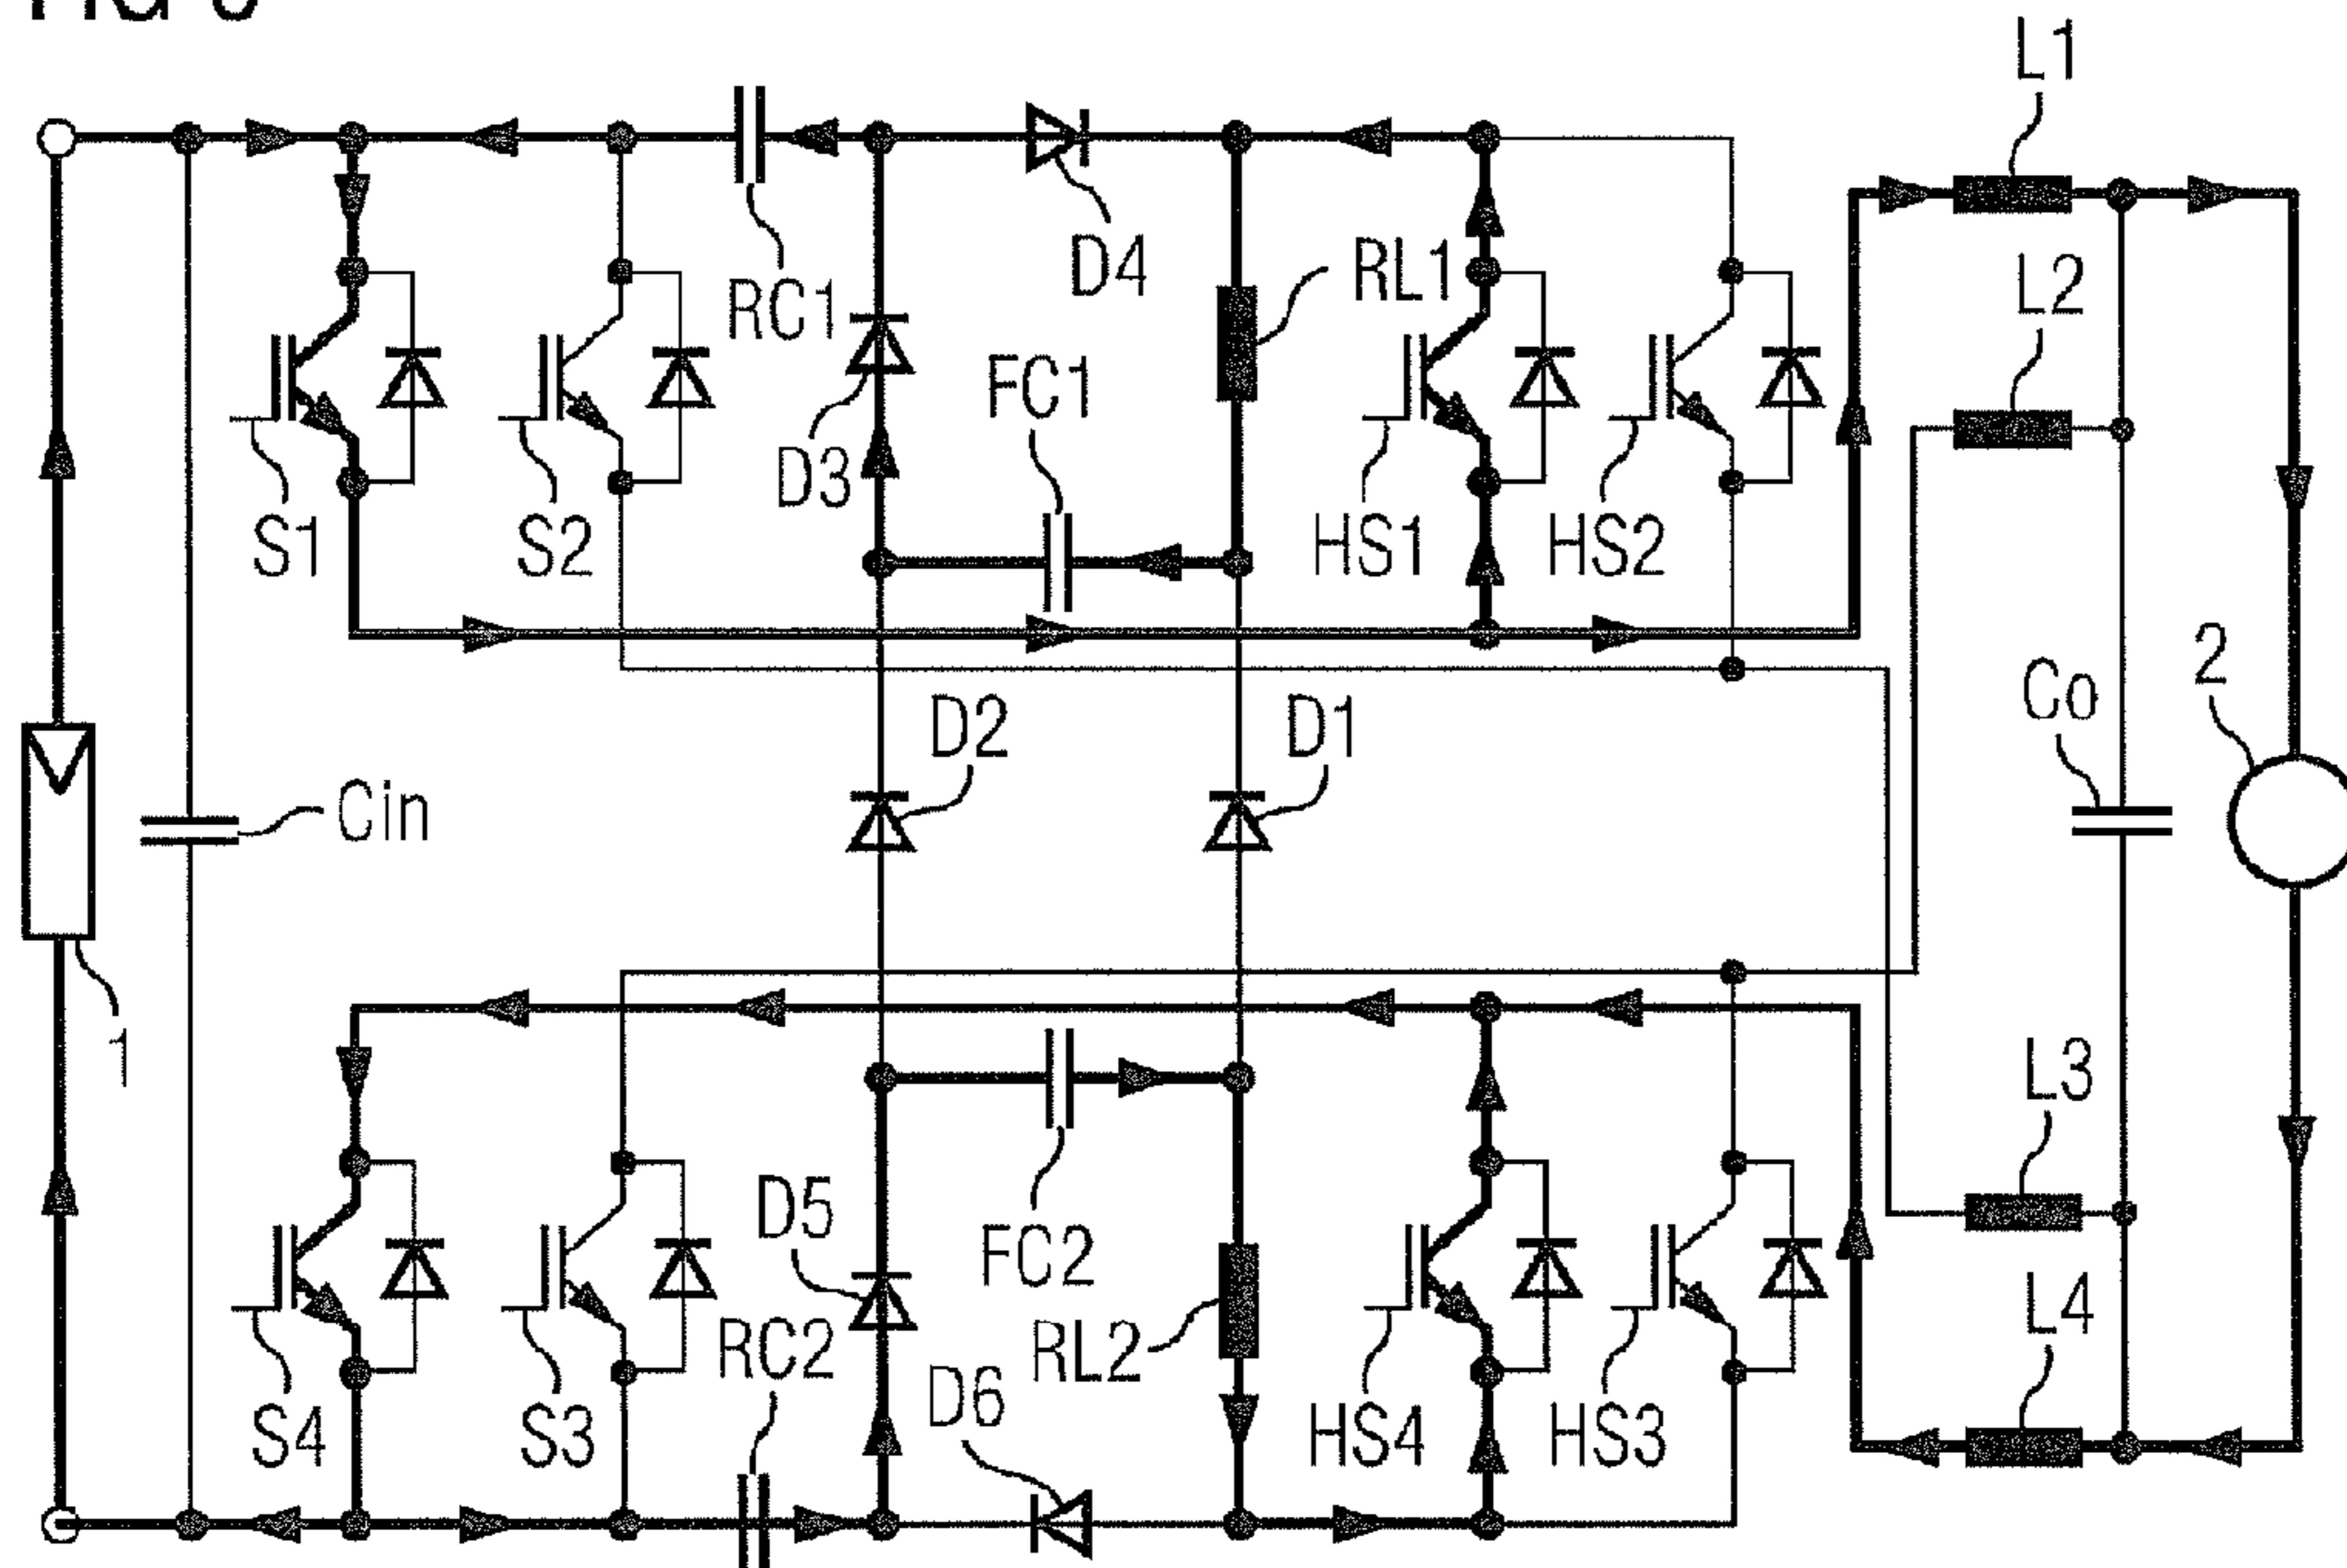 L1
L2
D4
RL1
RC1
FC1
D3
S1
S2
HS1
HS2
2
Co
D2
D1
Cin
1
L3
D5
FC2
L4
RC2
RL2
D6
S4
S3
HS4
HS3